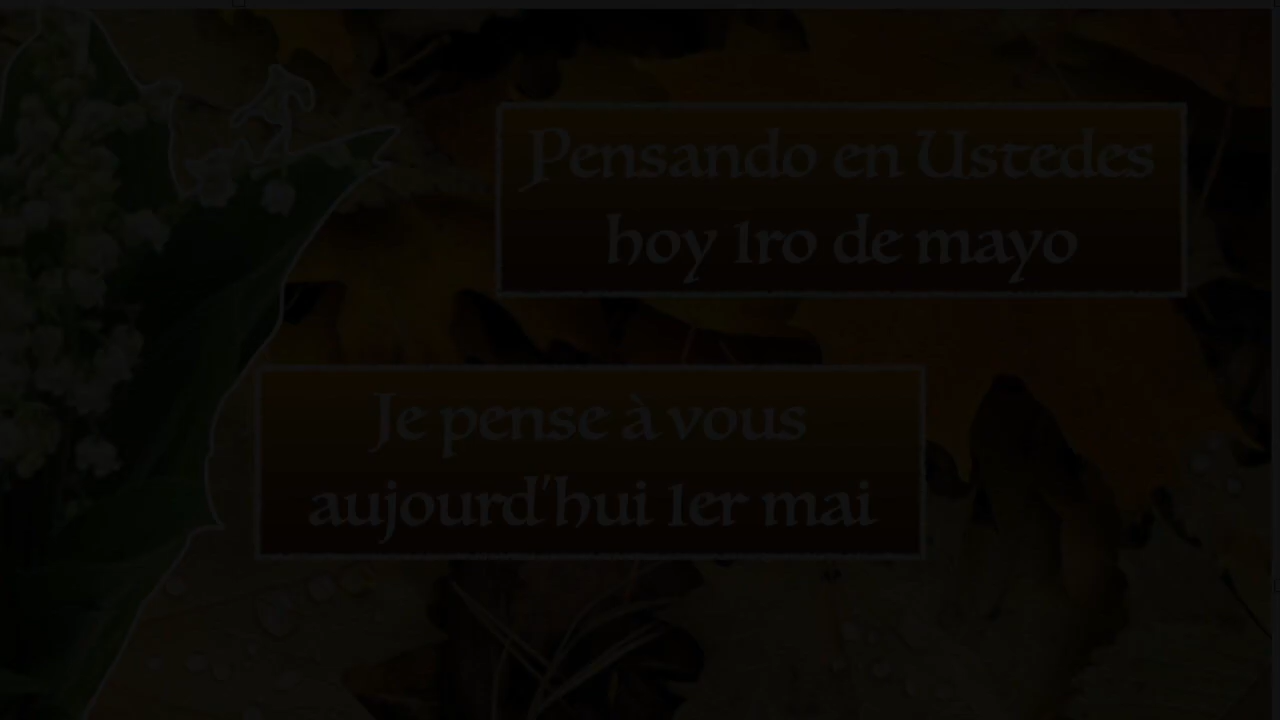 Pensando en Ustedes
hoy 1ro de mayo
Je pense à vous
aujourd'hui 1er mai